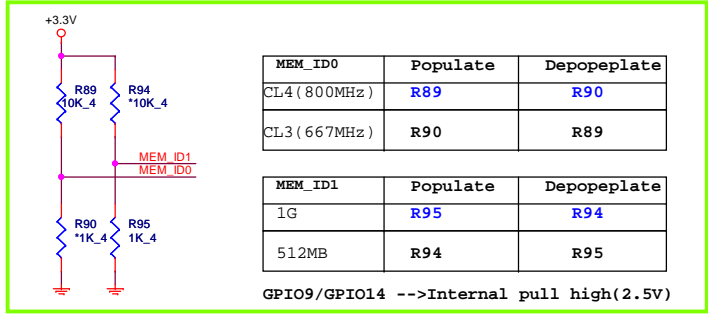 +3.3V
R89
10K_4
R94
*10K_4
MEM_ID1
MEM_ID0
R90
*1K_4
R95
1K_4
MEM_ID0 Populate Depopeplate
CL4(800MHz) R89 R90
CL3(667MHz) R90 R89
MEM_ID1 Populate Depopeplate
1G R95 R94
512MB R94 R95
GPIO9/GPIO14 -->Internal pull high(2.5V)